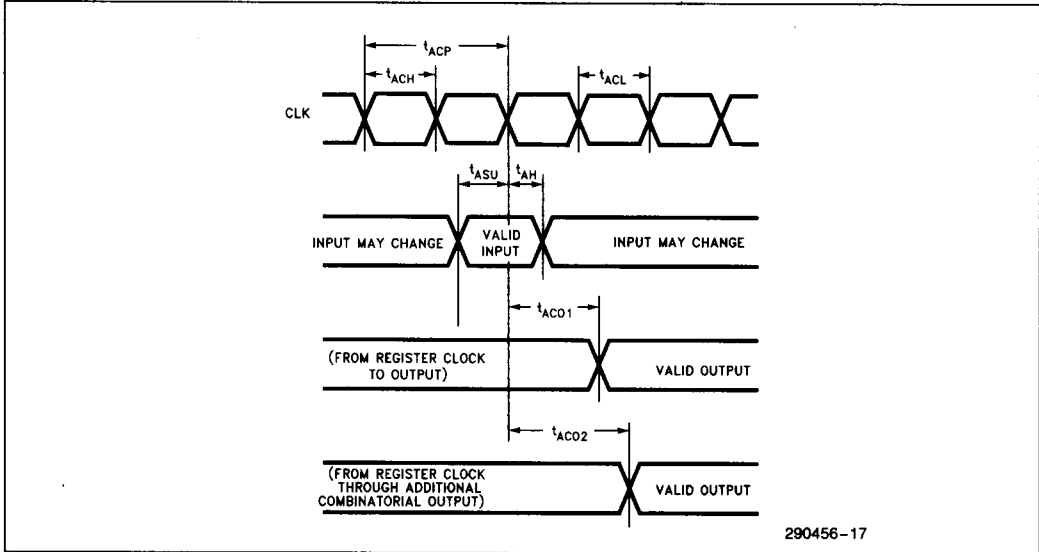 tACP
tACH
tACL
CLK
tASU
tAH
INPUT MAY CHANGE
VALID
INPUT
INPUT MAY CHANGE
tACO1
(FROM REGISTER CLOCK
TO OUTPUT)
VALID OUTPUT
tACO2
(FROM REGISTER CLOCK
THROUGH ADDITIONAL
COMBINATORIAL OUTPUT)
VALID OUTPUT
290456-17